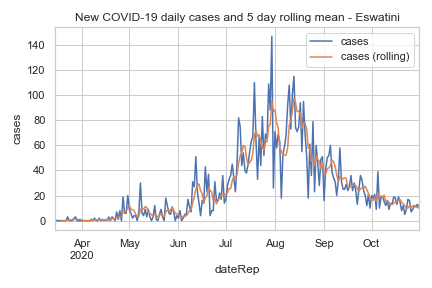 New COVID-19 daily cases and 5 day rolling mean - Eswatini
cases
cases (rolling)
140
120
100
80
60
40
20
0
cases
Apr
2020
May
Jun
Jul
Aug
Sep
Oct
dateRep